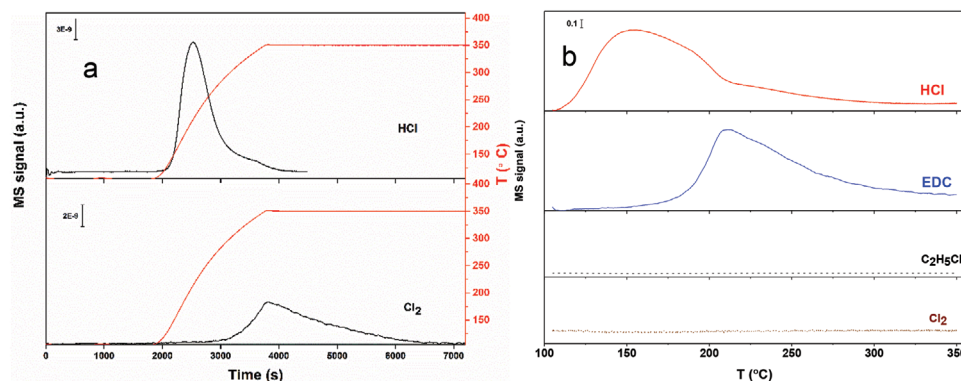 3E-9
a
HCl
MS signal (a.u.)
400
350
300
250
200
150
T (°C)
400
350
300
250
200
150
2E-9
Cl2
0 1000 2000 3000 4000 5000 6000 7000
Time (s)
0.1
b
HCl
EDC
MS signal (a.u.)
C2H5Cl
Cl2
100 150 200 250 300 350
T (°C)